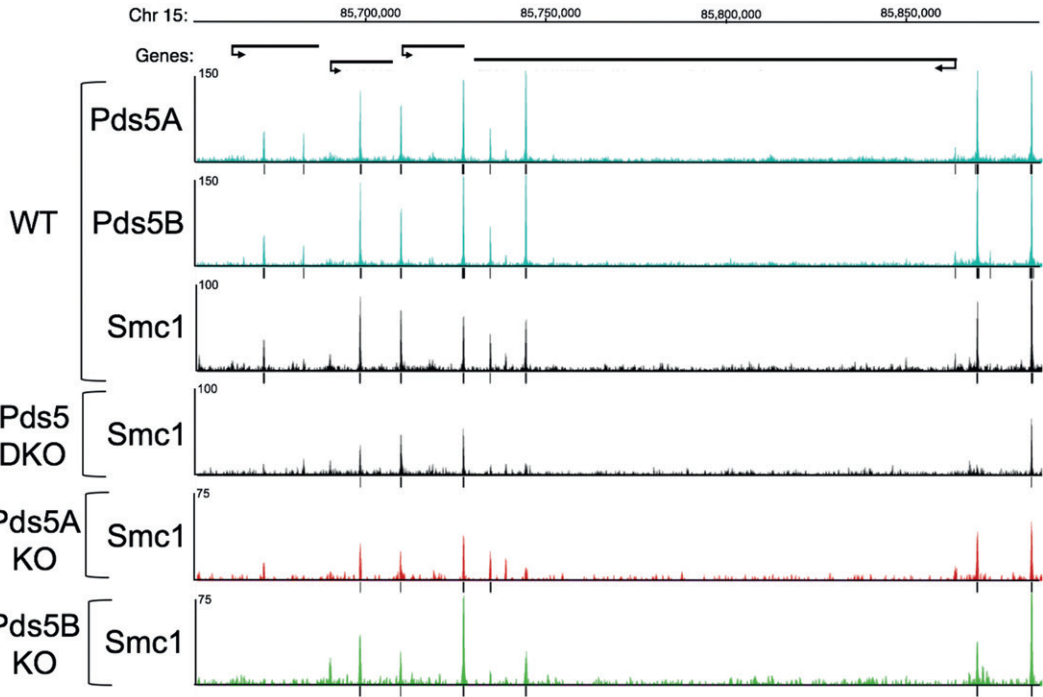 Chr 15: 85,700,000 85,750,000 85,800,000 85,850,000
Genes:
150
Pds5A
150
WT Pds5B
100
Smc1
100
Pds5
DKO
Smc1
75
Pds5A
KO
Smc1
75
Pds5B
KO
Smc1